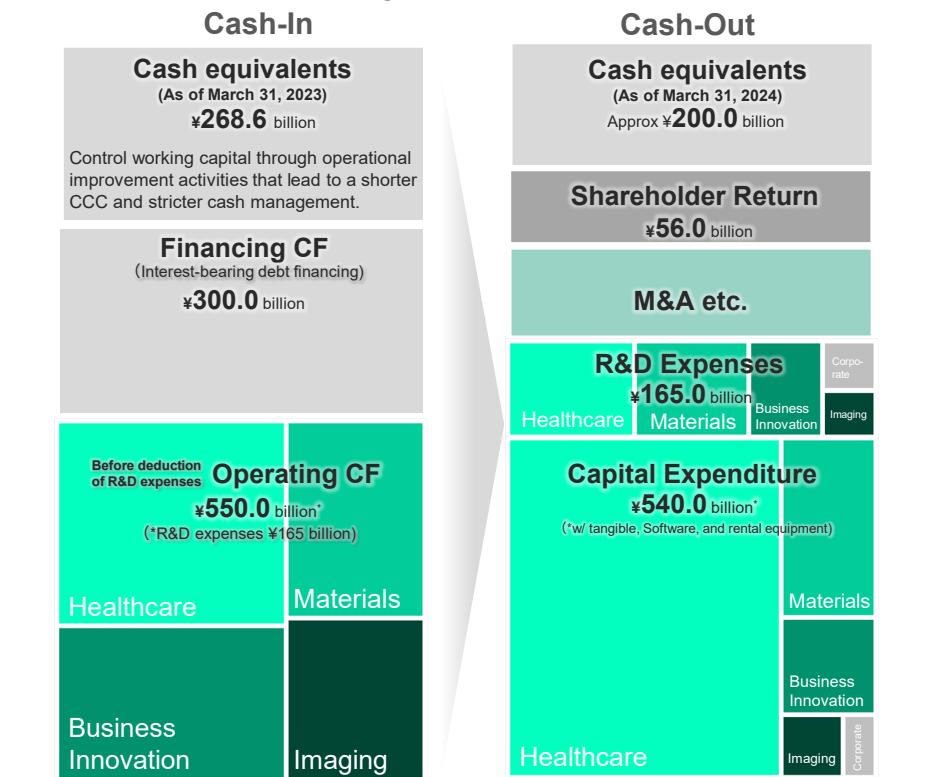 Cash-In
Cash equivalents
(As of March 31, 2023)
¥268.6 billion
Control working capital through operational
improvement activities that lead to a shorter
CCC and stricter cash management.
Financing CF
(Interest-bearing debt financing)
¥300.0 billion
Before deduction
of R&D expenses
Operating CF
¥550.0 billion*
(*R&D expenses ¥165 billion)
Healthcare
Materials
Business
Innovation
Imaging
Cash-Out
Cash equivalents
(As of March 31, 2024)
Approx ¥200.0 billion
Shareholder Return
¥56.0 billion
M&A etc.
R&D Expenses
¥165.0 billion
Healthcare
Materials
Business
Innovation
Corpo-
rate
Imaging
Capital Expenditure
¥540.0 billion*
(*w/ tangible, Software, and rental equipment)
Healthcare
Materials
Business
Innovation
Imaging
Corporate